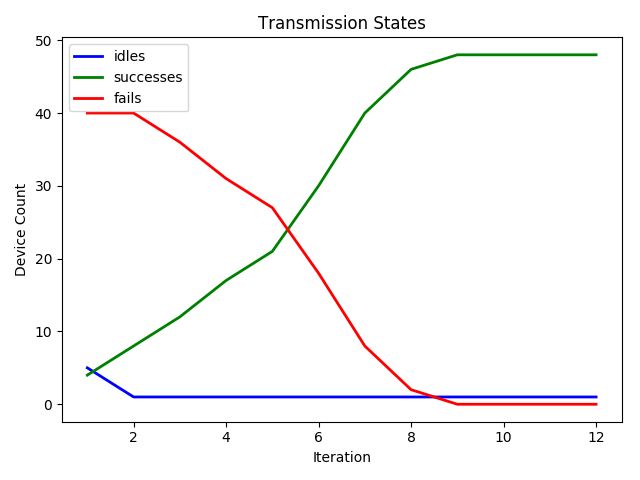 Transmission States
idles
successes
fails
50
40
30
20
10
0
Device Count
2 4 6 8 10 12
Iteration